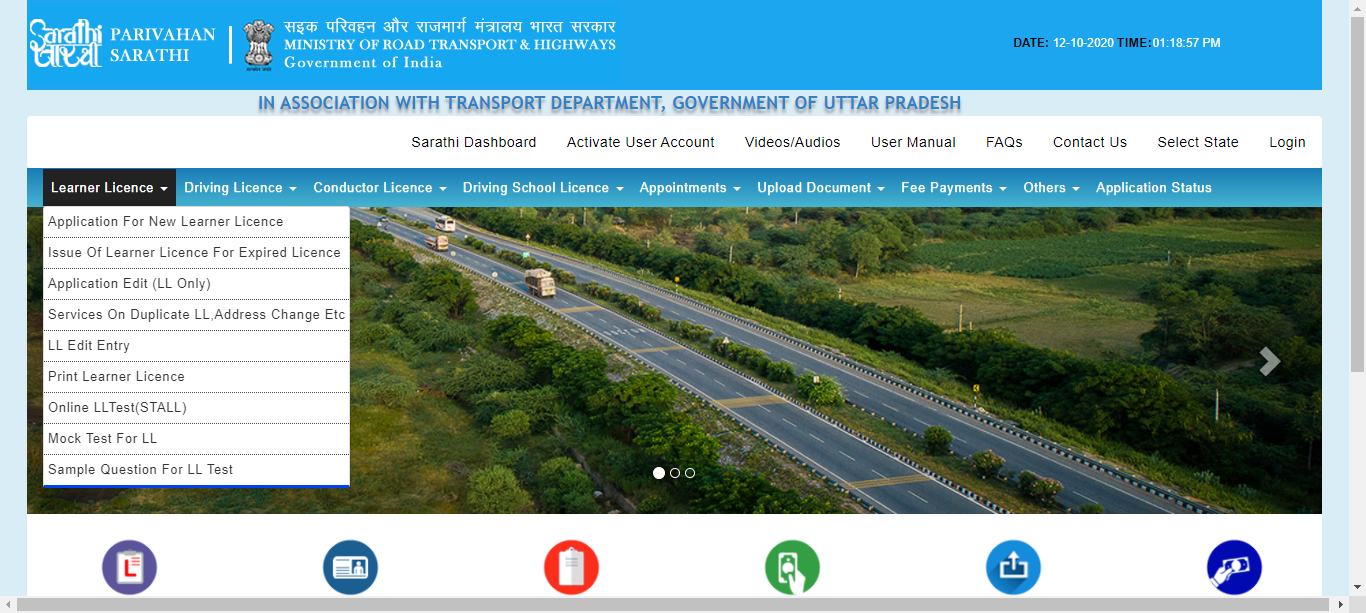 Sarathi
सारथी
PARIVAHAN
SARATHI
सड़क परिवहन और राजमार्ग मंत्रालय भारत सरकार
MINISTRY OF ROAD TRANSPORT & HIGHWAYS
Government of India
DATE: 12-10-2020 TIME:01:18:57 PM
IN ASSOCIATION WITH TRANSPORT DEPARTMENT, GOVERNMENT OF UTTAR PRADESH
Sarathi Dashboard Activate User Account Videos/Audios User Manual FAQs Contact Us Select State Login
Learner Licence Driving Licence Conductor Licence Driving School Licence Appointments Upload Document Fee Payments Others Application Status
Application For New Learner Licence
Issue Of Learner Licence For Expired Licence
Application Edit (LL Only)
Services On Duplicate LL,Address Change Etc
LL Edit Entry
Print Learner Licence
Online LLTest(STALL)
Mock Test For LL
Sample Question For LL Test
L